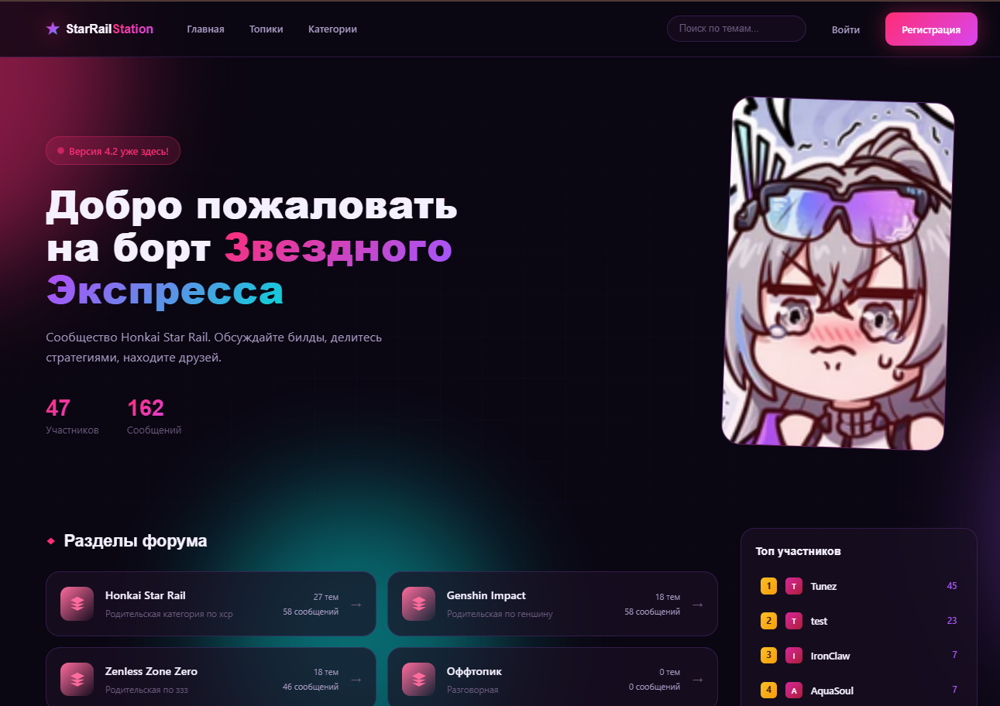 StarRailStation
Главная
Топики
Категории
Поиск по темам...
Войти
Регистрация
Версия 4.2 уже здесь!
Добро пожаловать
на борт Звездного
Экспресса
Сообщество Honkai Star Rail. Обсуждайте билды, делитесь
стратегиями, находите друзей.
47
Участников
162
Сообщений
Разделы форума
Honkai Star Rail
Родительская категория по хср
27 тем
58 сообщений
→
Genshin Impact
Родительская по геншину
18 тем
58 сообщений
→
Zenless Zone Zero
Родительская по ззз
18 тем
46 сообщений
→
Оффтопик
Разговорная
0 тем
0 сообщений
→
Топ участников
1 T Tunez 45
2 T test 23
3 I IronClaw 7
4 A AquaSoul 7